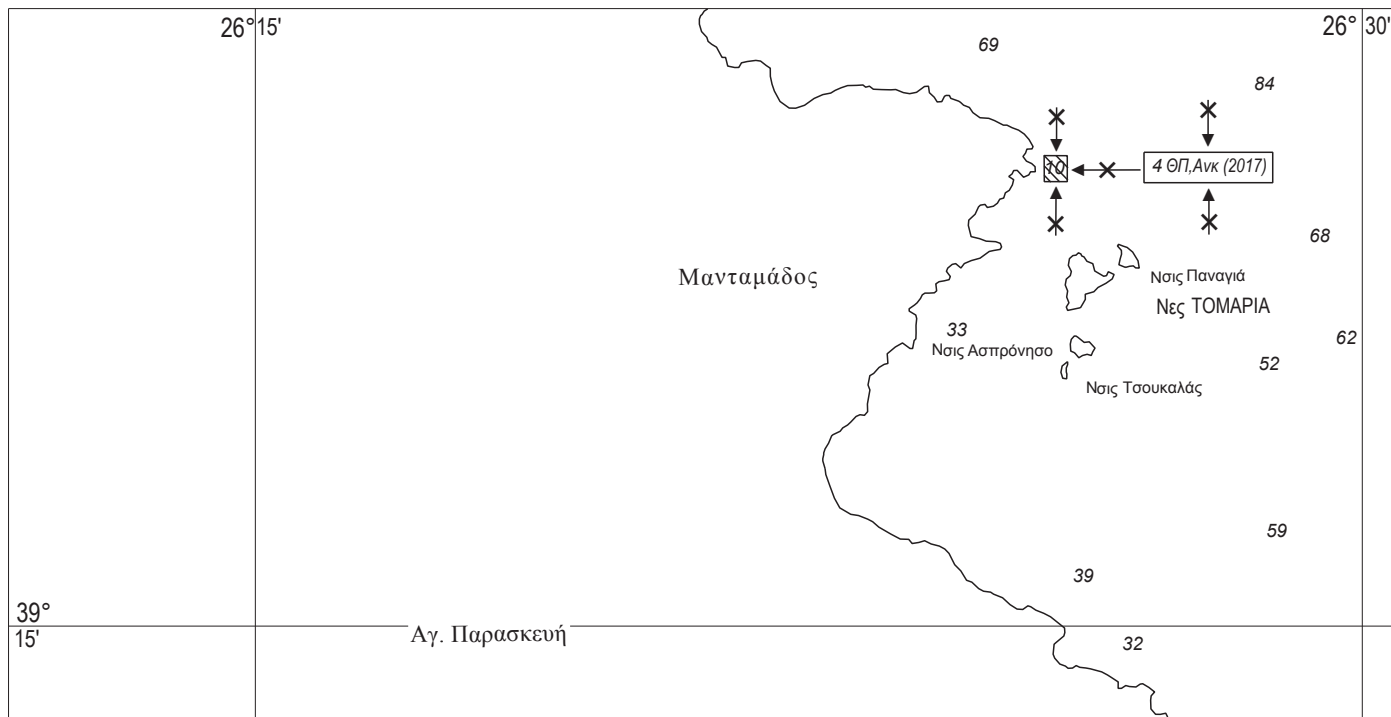 26° 15'
26° 30'
69
84
10
4 ΘΠ,Ανκ (2017)
68
Μανταμάδος
Νσις Παναγιά
Νες ΤΟΜΑΡΙΑ
33
62
Νσις Ασπρόνησο
52
Νσις Τσουκαλάς
59
39
39°
15'
Αγ. Παρασκευή
32